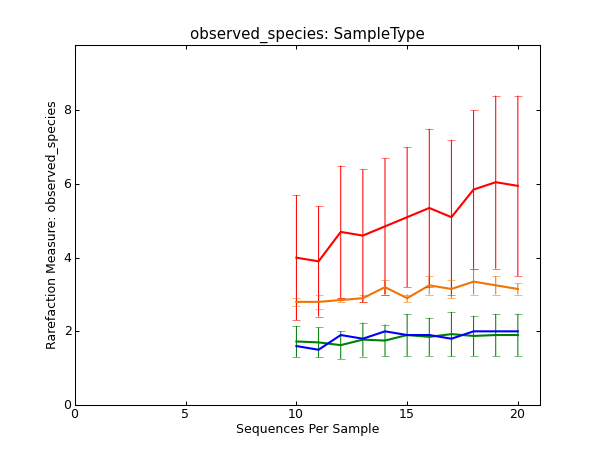 observed_species: SampleType
Rarefaction Measure: observed_species
8
6
4
2
0
0 5 10 15 20
Sequences Per Sample